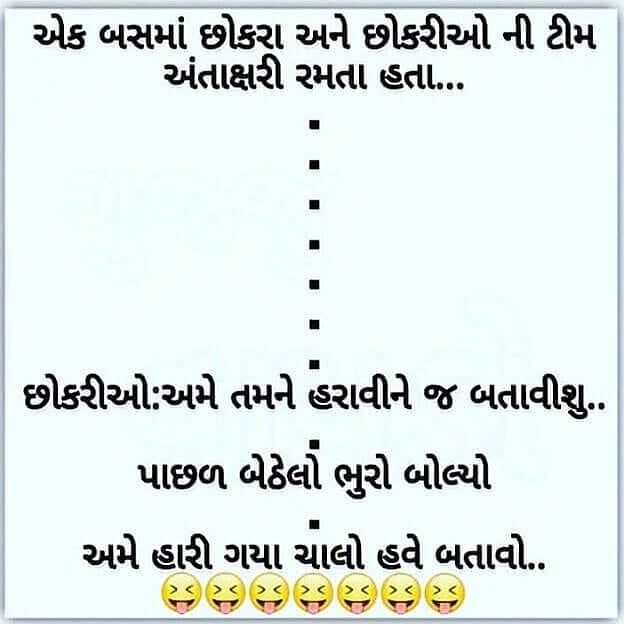 એક બસમાં છોકરા અને છોકરીઓ ની ટીમ
અંતાક્ષરી રમતા હતા...
.
.
.
.
.
.
.
છોકરીઓ:અમે તમને હરાવીને જ બતાવીશુ..
.
પાછળ બેઠેલો ભુરો બોલ્યો
.
અમે હારી ગયા ચાલો હવે બતાવો..
😝😝😝😝😝😝😝